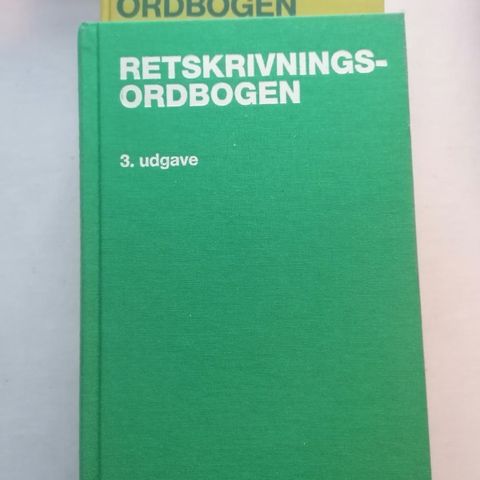 ORDBOGEN
RETSKRIVNINGS-
ORDBOGEN
3. udgave